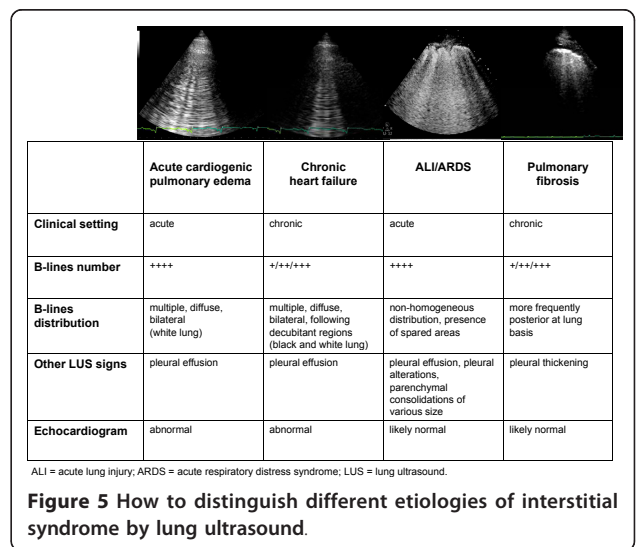 Acute cardiogenic pulmonary edema
Chronic heart failure
ALI/ARDS
Pulmonary fibrosis
Clinical setting
acute
chronic
acute
chronic
B-lines number
++++
+/++/+++
++++
+/++/+++
B-lines distribution
multiple, diffuse,
bilateral
(white lung)
multiple, diffuse,
bilateral, following
decubitant regions
(black and white lung)
non-homogeneous
distribution, presence
of spared areas
more frequently
posterior at lung
basis
Other LUS signs
pleural effusion
pleural effusion
pleural effusion, pleural
alterations,
parenchymal
consolidations of
various size
pleural thickening
Echocardiogram
abnormal
abnormal
likely normal
likely normal
ALI = acute lung injury; ARDS = acute respiratory distress syndrome; LUS = lung ultrasound.
Figure 5 How to distinguish different etiologies of interstitial
syndrome by lung ultrasound.